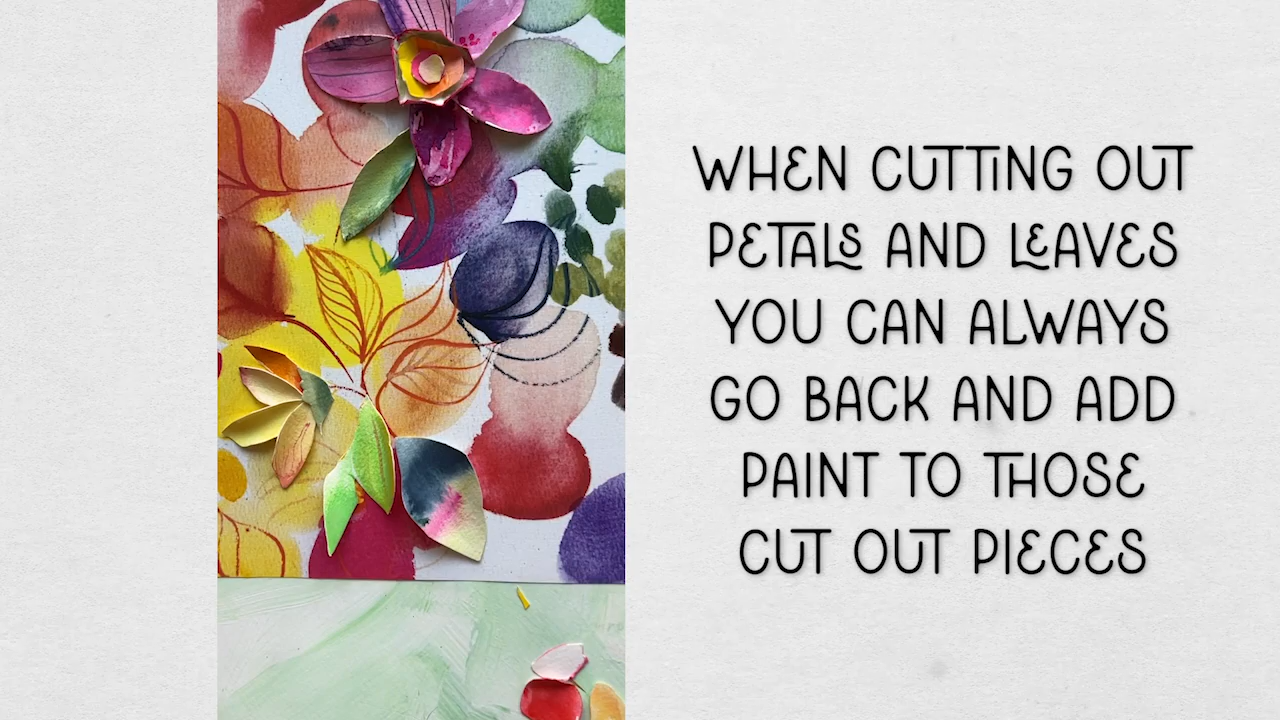 WHEN CUTTING OUT
PETALS AND LEAVES
YOU CAN ALWAYS
GO BACK AND ADD
PAINT TO THOSE
CUT OUT PIECES